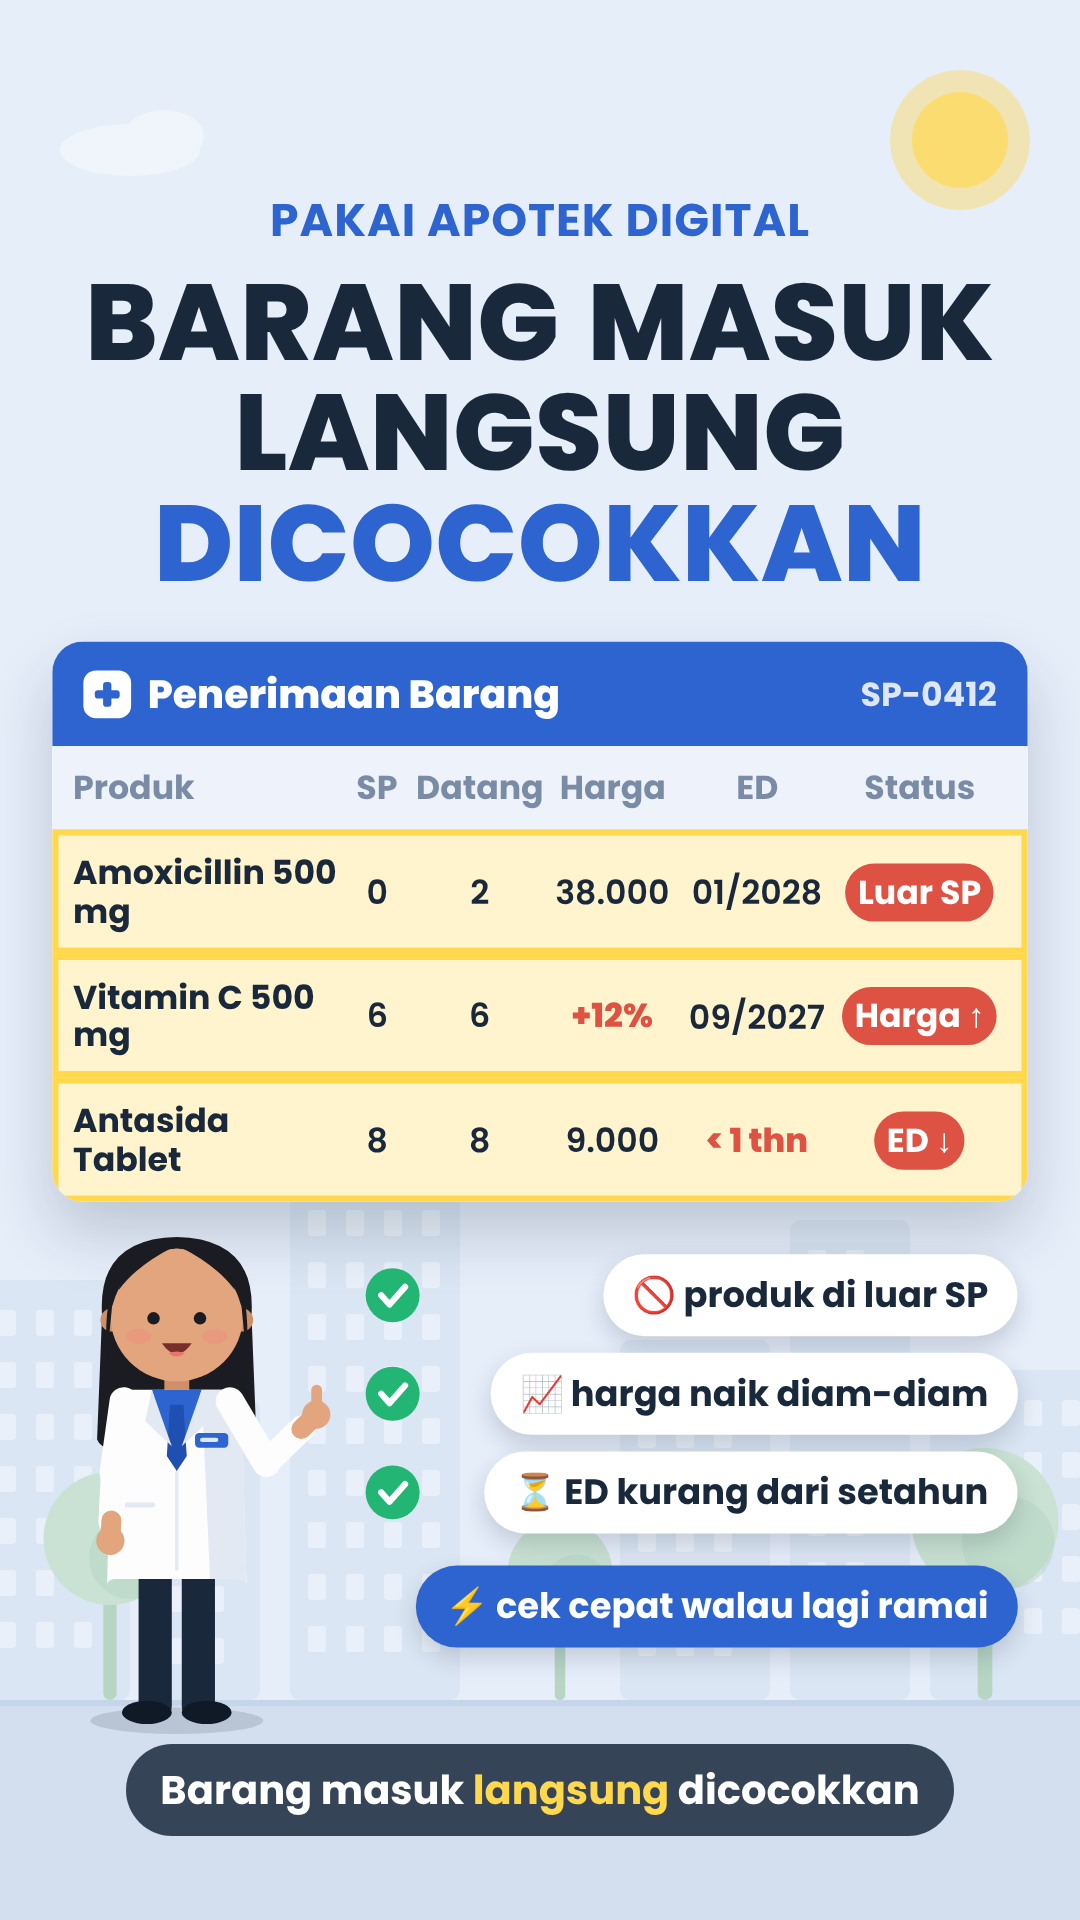 PAKAI APOTEK DIGITAL
BARANG MASUK
LANGSUNG
DICOCOKKAN
Penerimaan Barang SP-0412
Produk SP Datang Harga ED Status
Amoxicillin 500 mg 0 2 38.000 01/2028 Luar SP
Vitamin C 500 mg 6 6 +12% 09/2027 Harga ↑
Antasida Tablet 8 8 9.000 < 1 thn ED ↓
🚫 produk di luar SP
📈 harga naik diam-diam
⏳ ED kurang dari setahun
⚡ cek cepat walau lagi ramai
Barang masuk langsung dicocokkan